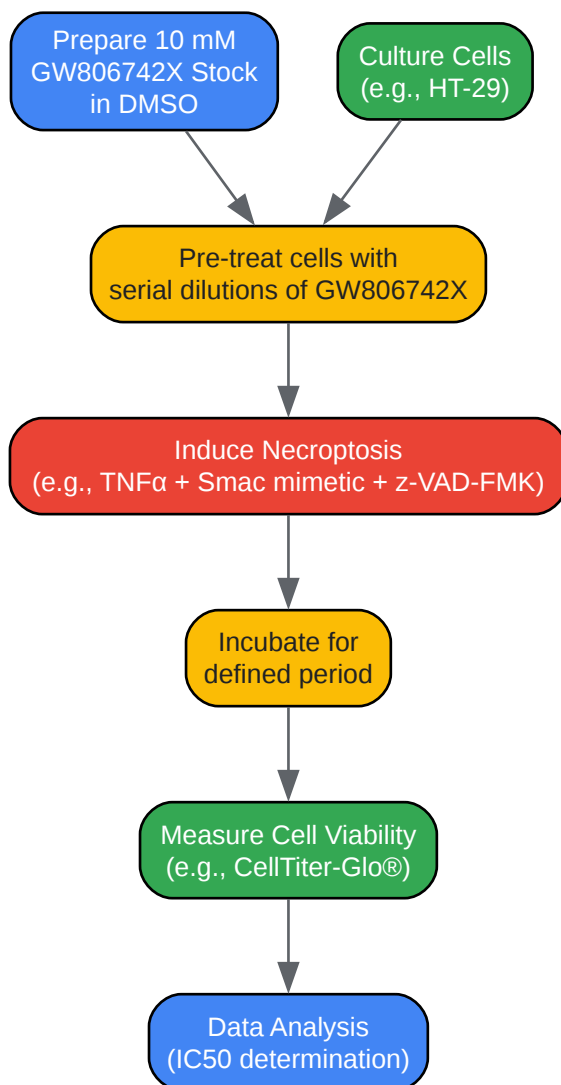 Prepare 10 mM
GW806742X Stock
in DMSO
Culture Cells
(e.g., HT-29)
Pre-treat cells with
serial dilutions of GW806742X
Induce Necroptosis
(e.g., TNFα + Smac mimetic + z-VAD-FMK)
Incubate for
defined period
Measure Cell Viability
(e.g., CellTiter-Glo®)
Data Analysis
(IC50 determination)